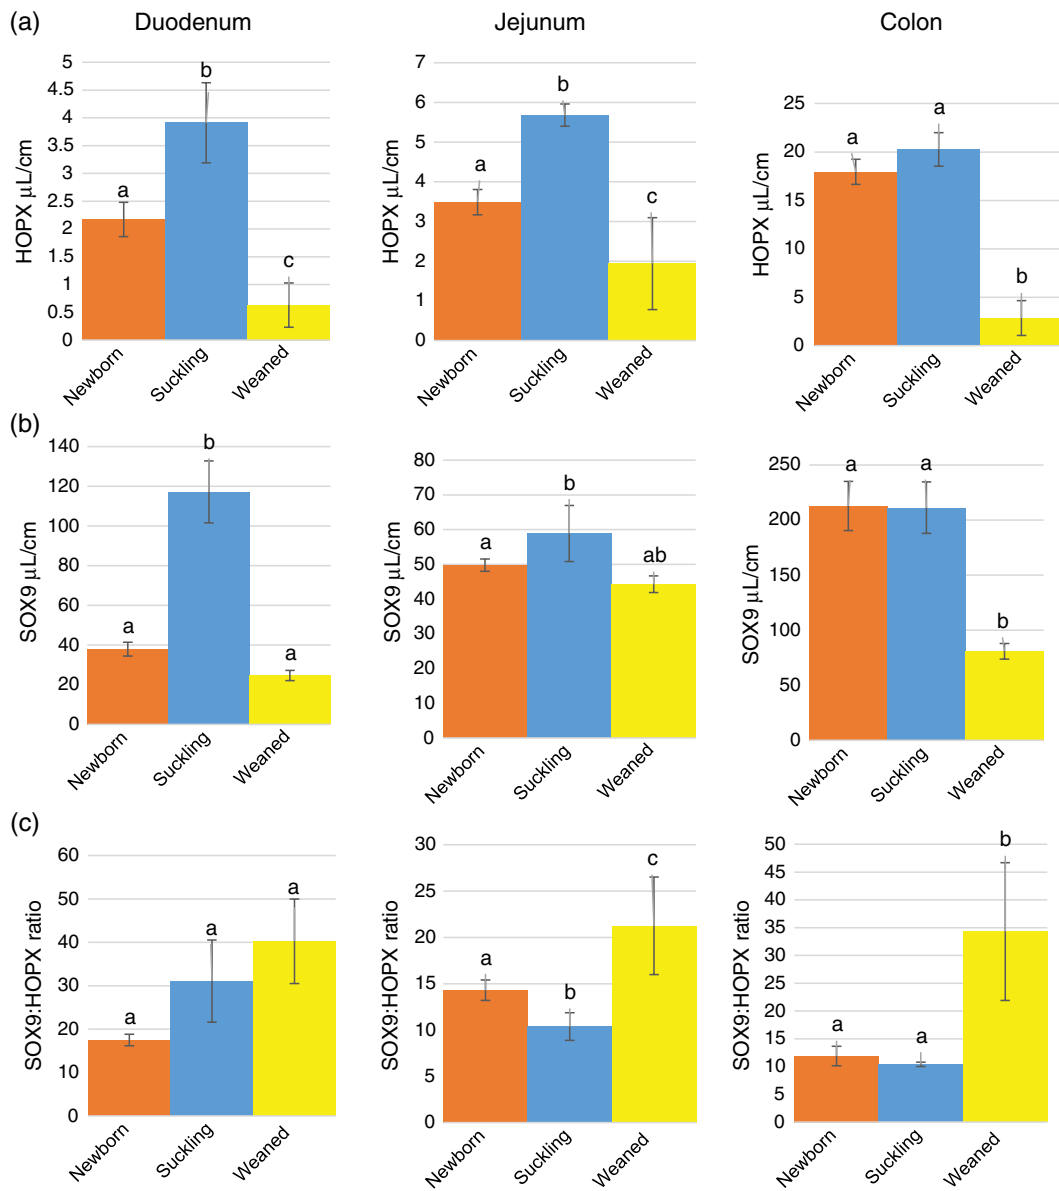 (a)
Duodenum
Jejunum
Colon
HOPX μL/cm
5
4.5
4
3.5
3
2.5
2
1.5
1
0.5
0
a
b
c
Newborn
Suckling
Weaned
HOPX μL/cm
7
6
5
4
3
2
1
0
a
b
c
Newborn
Suckling
Weaned
HOPX μL/cm
25
20
15
10
5
0
a
a
b
Newborn
Suckling
Weaned
(b)
SOX9 μL/cm
140
120
100
80
60
40
20
0
a
b
a
Newborn
Suckling
Weaned
SOX9 μL/cm
80
70
60
50
40
30
20
10
0
a
b
ab
Newborn
Suckling
Weaned
SOX9 μL/cm
250
200
150
100
50
0
a
a
b
Newborn
Suckling
Weaned
(c)
SOX9:HOPX ratio
60
50
40
30
20
10
0
a
a
a
Newborn
Suckling
Weaned
SOX9:HOPX ratio
30
25
20
15
10
5
0
a
b
c
Newborn
Suckling
Weaned
SOX9:HOPX ratio
50
45
40
35
30
25
20
15
10
5
0
a
a
b
Newborn
Suckling
Weaned